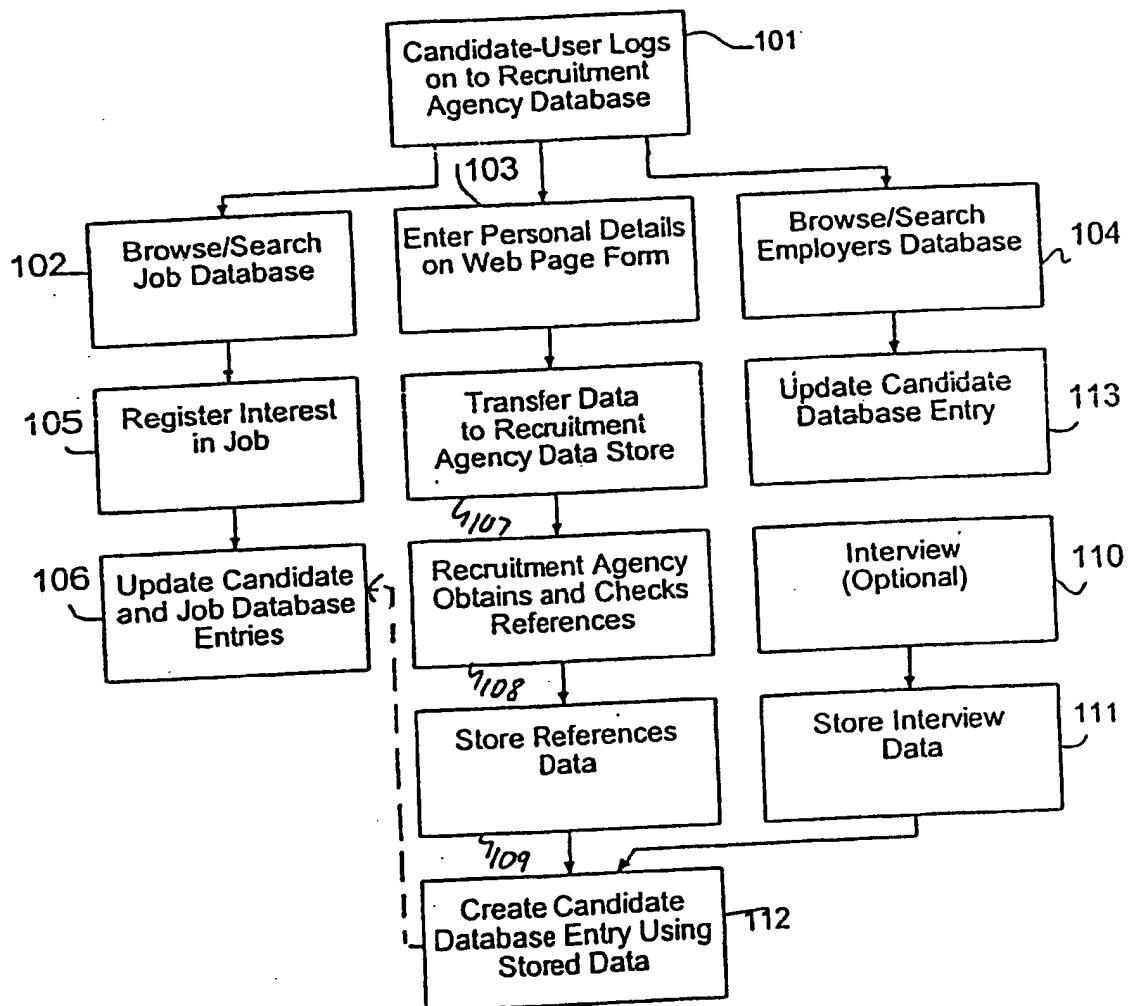 Candidate-User Logs
on to Recruitment
Agency Database
101
103
102
Browse/Search
Job Database
Enter Personal Details
on Web Page Form
Browse/Search
Employers Database
104
105
Register Interest
in Job
Transfer Data
to Recruitment
Agency Data Store
107
Update Candidate
Database Entry
113
106
Update Candidate
and Job Database
Entries
Recruitment Agency
Obtains and Checks
References
108
Interview
(Optional)
110
Store References
Data
109
Store Interview
Data
111
Create Candidate
Database Entry Using
Stored Data
112